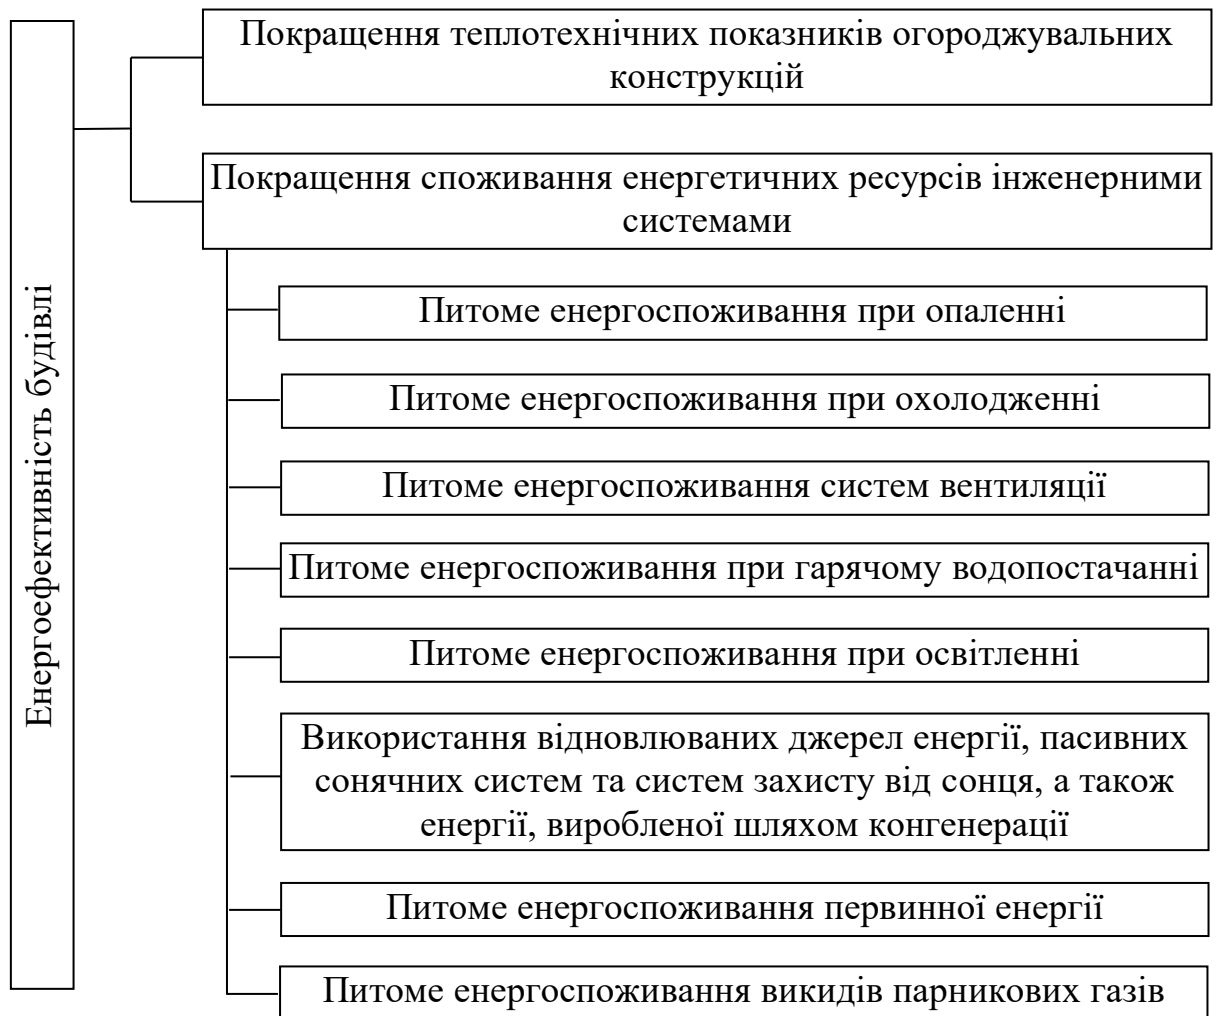 Енергоефективність будівлі
Покращення теплотехнічних показників огороджувальних
конструкцій
Покращення споживання енергетичних ресурсів інженерними
системами
Питоме енергоспоживання при опаленні
Питоме енергоспоживання при охолодженні
Питоме енергоспоживання систем вентиляції
Питоме енергоспоживання при гарячому водопостачанні
Питоме енергоспоживання при освітленні
Використання відновлюваних джерел енергії, пасивних
сонячних систем та систем захисту від сонця, а також
енергії, виробленої шляхом конгенерації
Питоме енергоспоживання первинної енергії
Питоме енергоспоживання викидів парникових газів